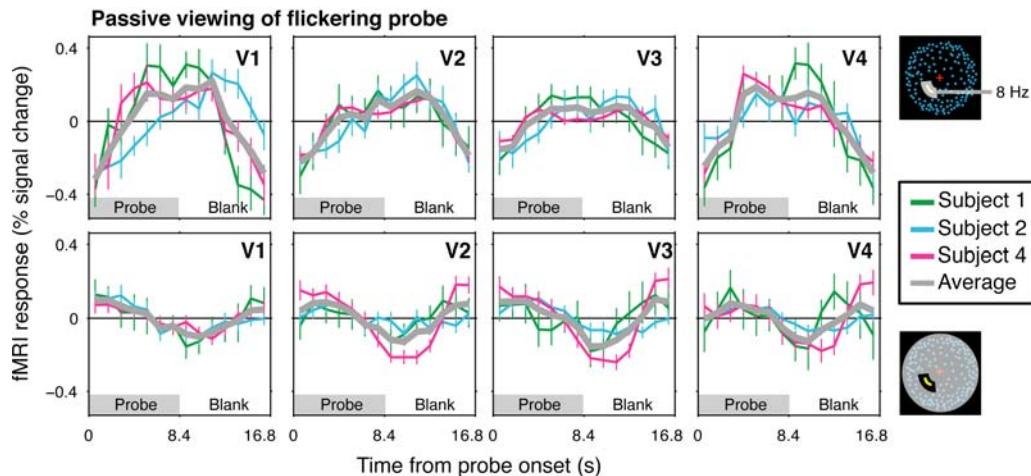 Passive viewing of flickering probe
fMRI response (% signal change)
0.4
0
−0.4
V1
Probe
Blank
V2
Probe
Blank
V3
Probe
Blank
V4
Probe
Blank
8 Hz
0.4
0
−0.4
V1
Probe
Blank
V2
Probe
Blank
V3
Probe
Blank
V4
Probe
Blank
0 8.4 16.8 0 8.4 16.8 0 8.4 16.8 0 8.4 16.8
Time from probe onset (s)
Subject 1
Subject 2
Subject 4
Average